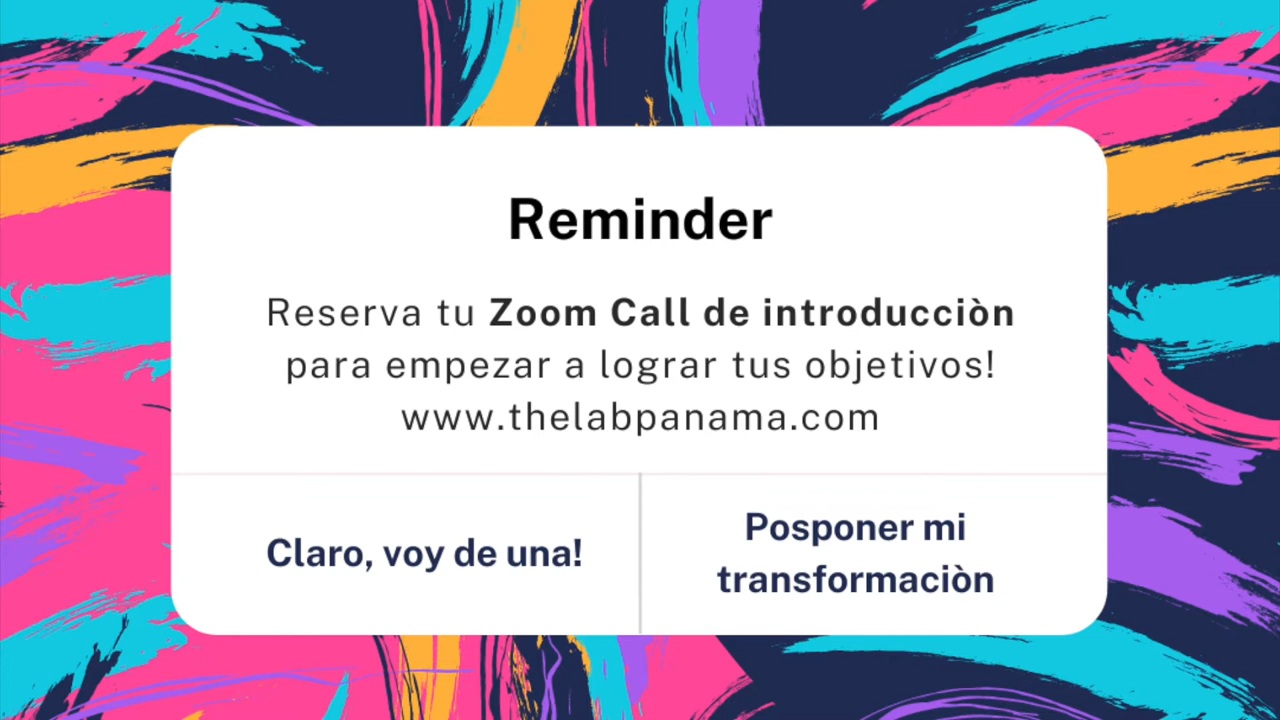 Reminder
Reserva tu Zoom Call de introducciòn
para empezar a lograr tus objetivos!
www.thelabpanama.com
Claro, voy de una!
Posponer mi
transformaciòn